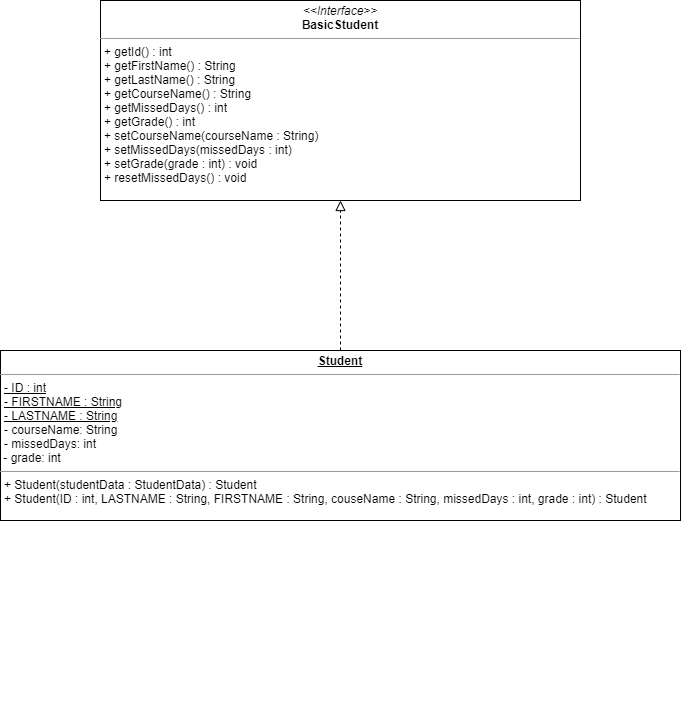 <<Interface>>
BasicStudent
+ getId() : int
+ getFirstName() : String
+ getLastName() : String
+ getCourseName() : String
+ getMissedDays() : int
+ getGrade() : int
+ setCourseName(courseName : String)
+ setMissedDays(missedDays : int)
+ setGrade(grade : int) : void
+ resetMissedDays() : void
Student
- ID : int
- FIRSTNAME : String
- LASTNAME : String
- courseName: String
- missedDays: int
- grade: int
+ Student(studentData : StudentData) : Student
+ Student(ID : int, LASTNAME : String, FIRSTNAME : String, couseName : String, missedDays : int, grade : int) : Student